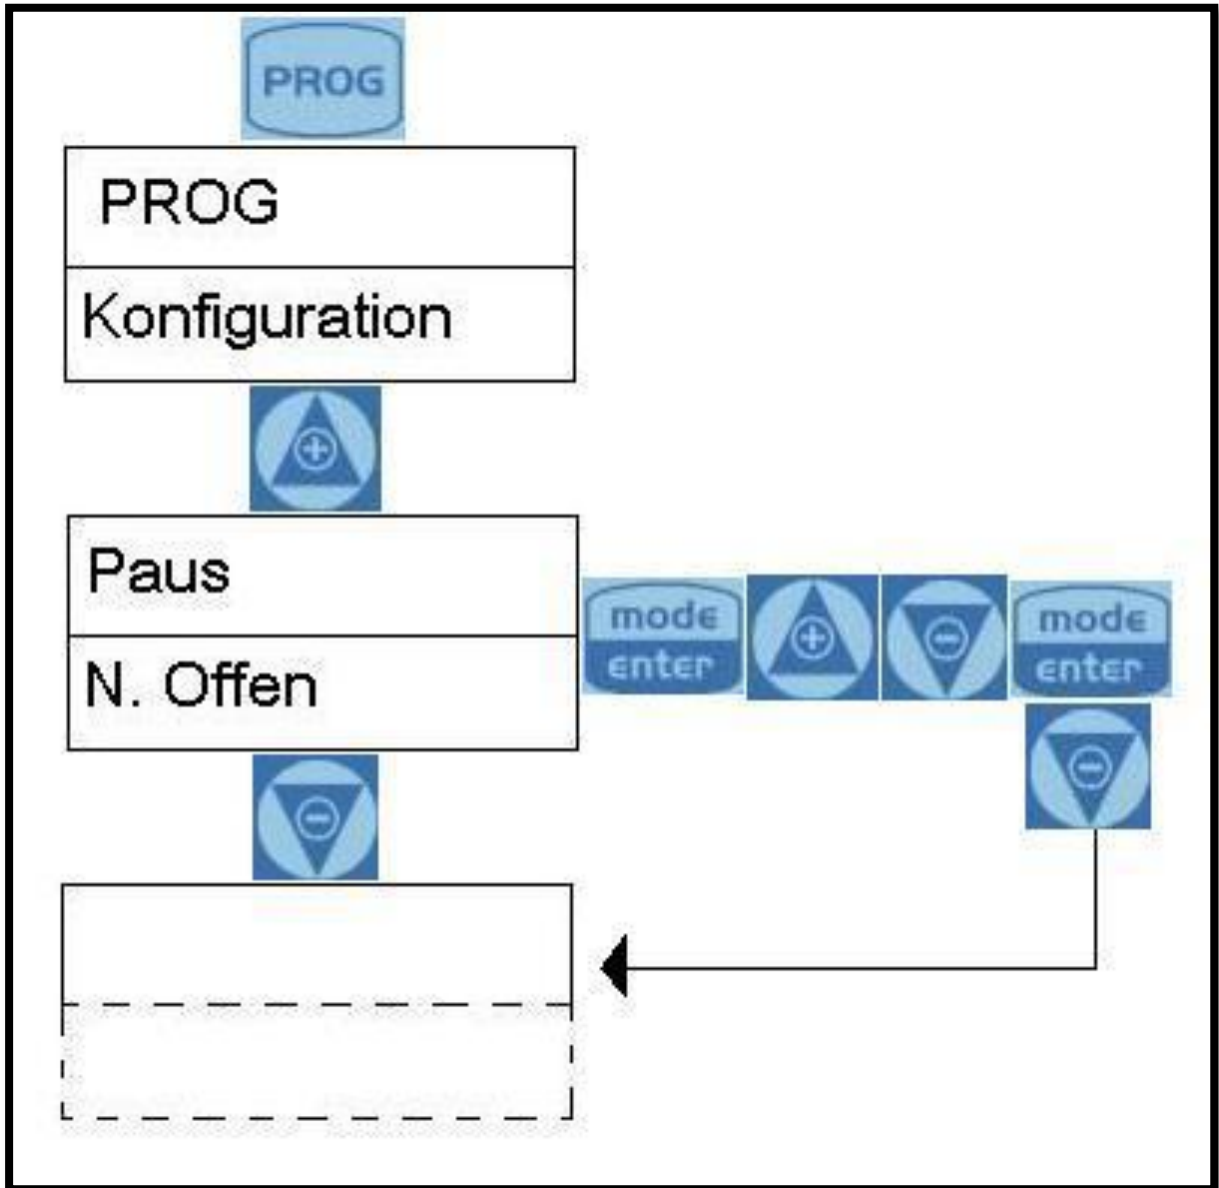 PROG
PROG
Konfiguration
Paus
N. Offen
mode
enter
mode
enter